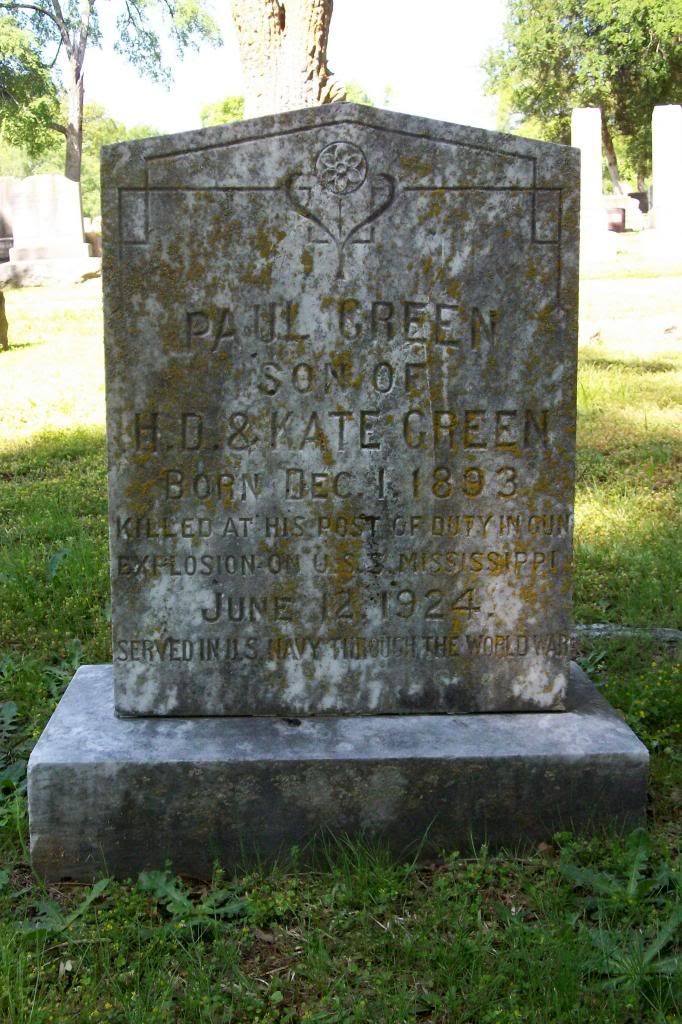 PAUL GREEN
SON OF
H.D. & KATE GREEN
BORN DEC. 1, 1893
KILLED AT HIS POST OF DUTY IN GUN
EXPLOSION ON U.S.S. MISSISSIPPI
JUNE 12, 1924.
SERVED IN U.S. NAVY THROUGH THE WORLD WAR